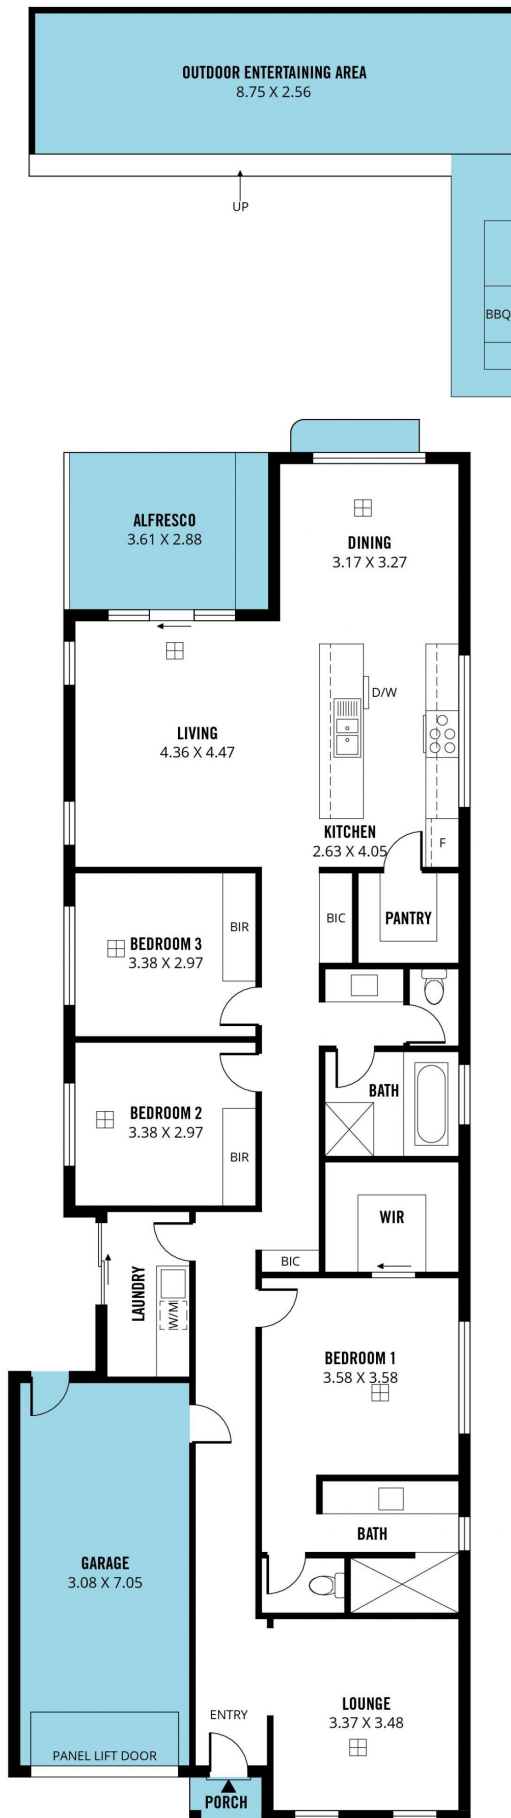 OUTDOOR ENTERTAINING AREA
8.75 X 2.56
UP
BBQ
ALFRESCO
3.61 X 2.88
DINING
3.17 X 3.27
D/W
LIVING
4.36 X 4.47
KITCHEN
2.63 X 4.05
F
BIC
PANTRY
BIR
BEDROOM 3
3.38 X 2.97
BATH
BEDROOM 2
3.38 X 2.97
BIR
WIR
BIC
LAUNDRY
W/M
BEDROOM 1
3.58 X 3.58
BATH
GARAGE
3.08 X 7.05
LOUNGE
3.37 X 3.48
ENTRY
PANEL LIFT DOOR
PORCH